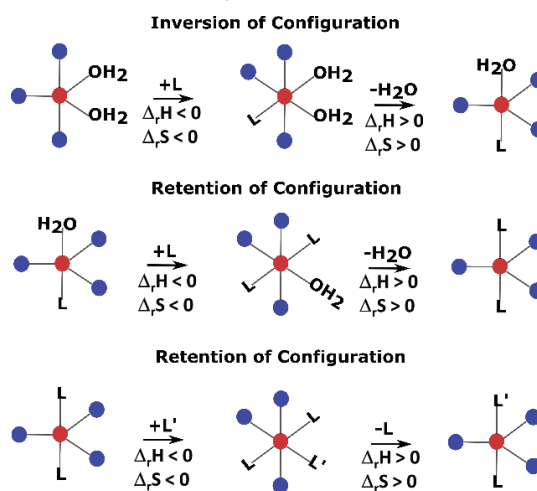 Inversion of Configuration
OH2
OH2
+L
ΔrH < 0
ΔrS < 0
OH2
OH2
L
-H2O
ΔrH > 0
ΔrS > 0
H2O
L
Retention of Configuration
H2O
L
+L
ΔrH < 0
ΔrS < 0
L
L
OH2
-H2O
ΔrH > 0
ΔrS > 0
L
L
Retention of Configuration
L
L
+L'
ΔrH < 0
ΔrS < 0
L
L
L'
-L
ΔrH > 0
ΔrS > 0
L'
L